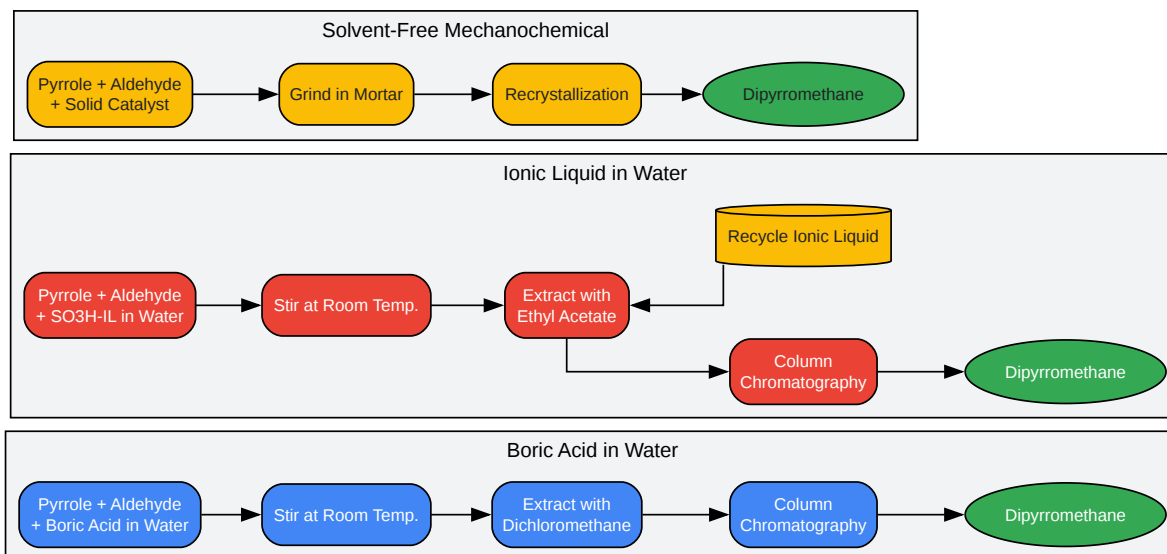 Solvent-Free Mechanochemical
Pyrrole + Aldehyde
+ Solid Catalyst
Grind in Mortar
Recrystallization
Dipyrromethane
Ionic Liquid in Water
Recycle Ionic Liquid
Pyrrole + Aldehyde
+ SO3H-IL in Water
Stir at Room Temp.
Extract with
Ethyl Acetate
Column
Chromatography
Dipyrromethane
Boric Acid in Water
Pyrrole + Aldehyde
+ Boric Acid in Water
Stir at Room Temp.
Extract with
Dichloromethane
Column
Chromatography
Dipyrromethane